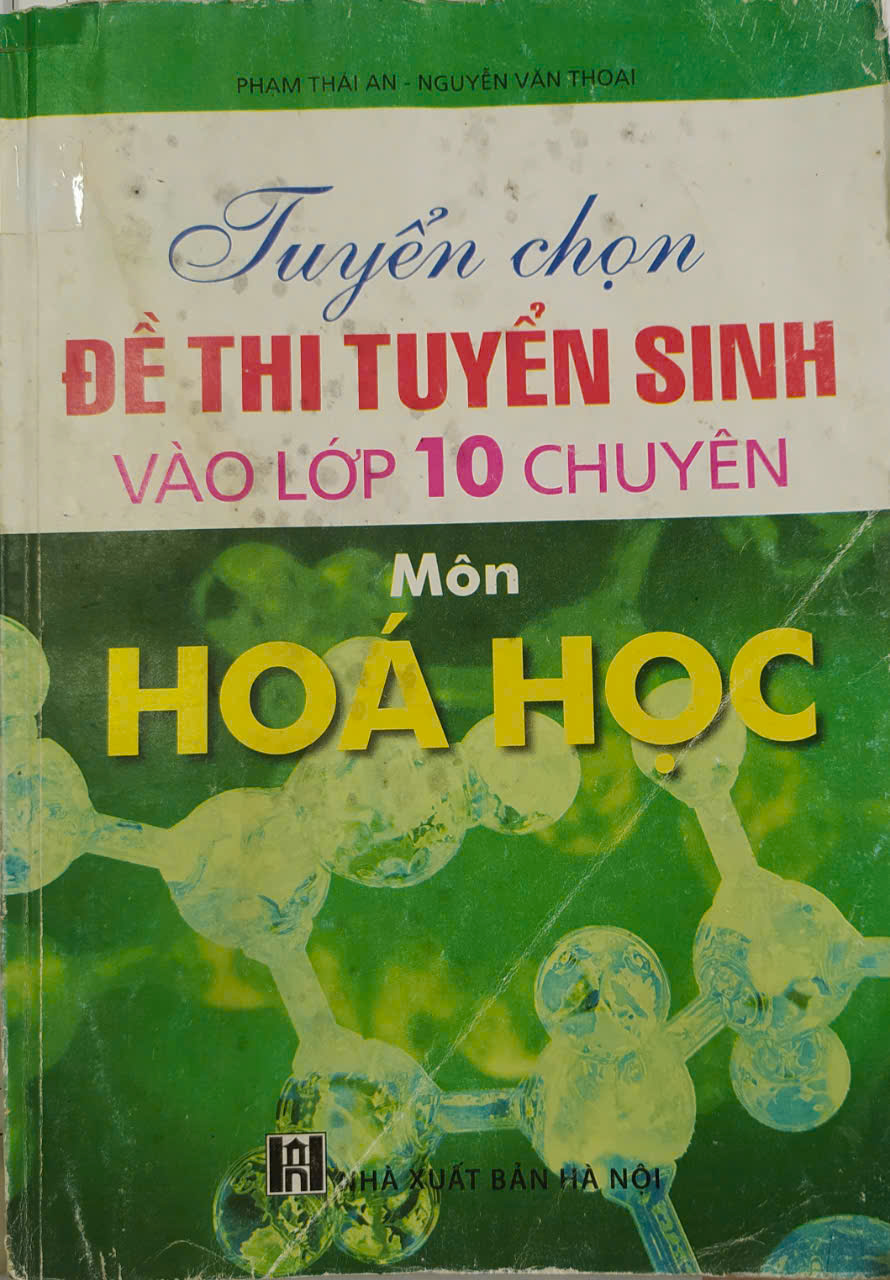 PHẠM THÁI AN - NGUYỄN VĂN THOẠI
Tuyển chọn
ĐỀ THI TUYỂN SINH
VÀO LỚP 10 CHUYÊN
Môn
HOÁ HỌC
NHÀ XUẤT BẢN HÀ NỘI